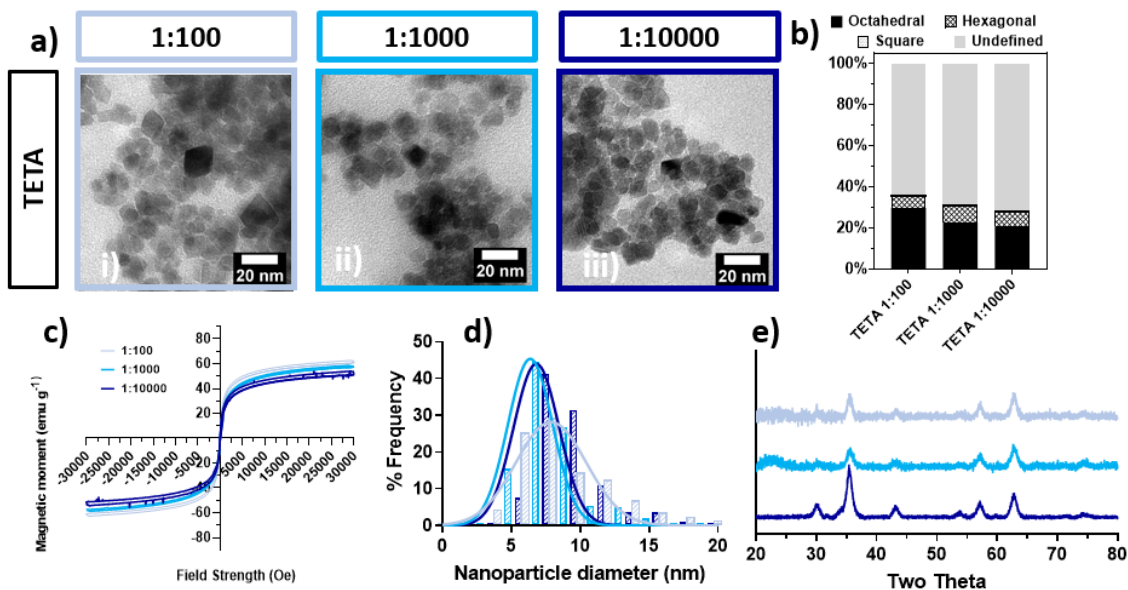 a)
1:100
1:1000
1:10000
TETA
i)
20 nm
ii)
20 nm
iii)
20 nm
b)
Octahedral
Hexagonal
Square
Undefined
100%
80%
60%
40%
20%
0%
TETA 1:100
TETA 1:1000
TETA 1:10000
c)
1:100
1:1000
1:10000
Magnetic moment (emu g-1)
80
60
40
20
-20
-40
-60
-80
-30000
-25000
-20000
-15000
-10000
-5000
0
5000
10000
15000
20000
25000
30000
Field Strength (Oe)
d)
% Frequency
50
40
30
20
10
0
0
5
10
15
20
Nanoparticle diameter (nm)
e)
20
30
40
50
60
70
80
Two Theta